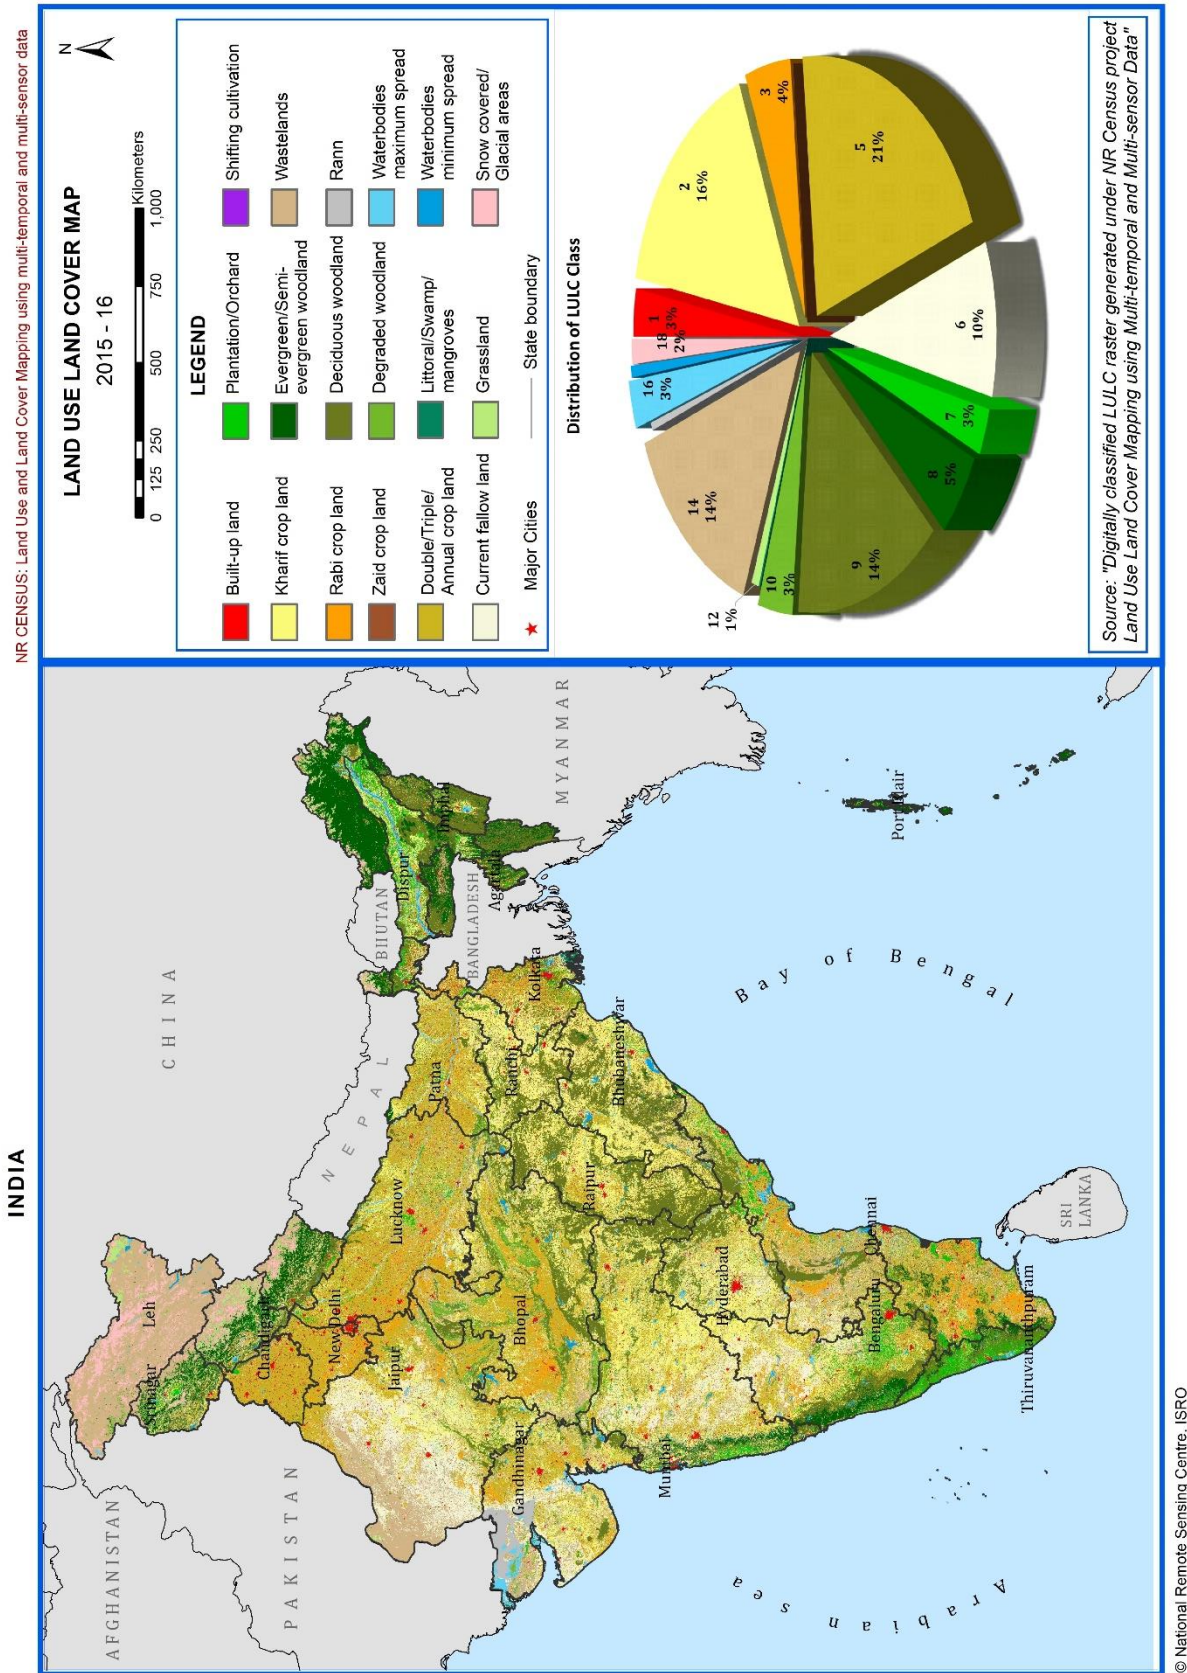 NR CENSUS: Land Use and Land Cover Mapping using multi-temporal and multi-sensor data
INDIA
CHINA
AFGHANISTAN
PAKISTAN
NEPAL
BHUTAN
BANGLADESH
MYANMAR
SRI
LANKA
Arabian sea
Bay of Bengal
Leh
Srinagar
Chandigarh
New Delhi
Jaipur
Lucknow
Patna
Dispur
Imphal
Agartala
Gandhinagar
Bhopal
Ranchi
Kolkata
Raipur
Bhubaneshwar
Mumbai
Hyderabad
Bengaluru
Chennai
Thiruvananthpuram
Port Blair
LAND USE LAND COVER MAP
2015 - 16
N
0 125 250 500 750 1,000
Kilometers
LEGEND
Built-up land
Kharif crop land
Rabi crop land
Zaid crop land
Double/Triple/
Annual crop land
Current fallow land
Major Cities
Plantation/Orchard
Evergreen/Semi-
evergreen woodland
Deciduous woodland
Degraded woodland
Littoral/Swamp/
mangroves
Grassland
State boundary
Shifting cultivation
Wastelands
Rann
Waterbodies
maximum spread
Waterbodies
minimum spread
Snow covered/
Glacial areas
Distribution of LULC Class
1
3%
2
16%
3
4%
5
21%
6
10%
7
3%
8
5%
9
14%
10
3%
12
1%
14
14%
16
3%
18
2%
Source: "Digitally classified LULC raster generated under NR Census project
Land Use Land Cover Mapping using Multi-temporal and Multi-sensor Data"
© National Remote Sensing Centre, ISRO